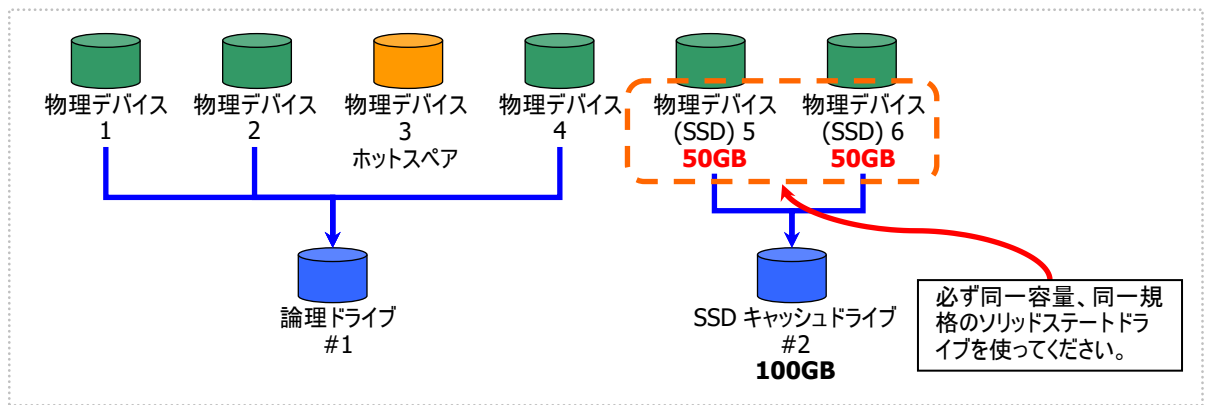 物理デバイス
1
物理デバイス
2
物理デバイス
3
ホットスペア
物理デバイス
4
物理デバイス
(SSD) 5
50GB
物理デバイス
(SSD) 6
50GB
論理ドライブ
#1
SSD キャッシュドライブ
#2
100GB
必ず同一容量、同一規
格のソリッドステートドラ
イブを使ってください。